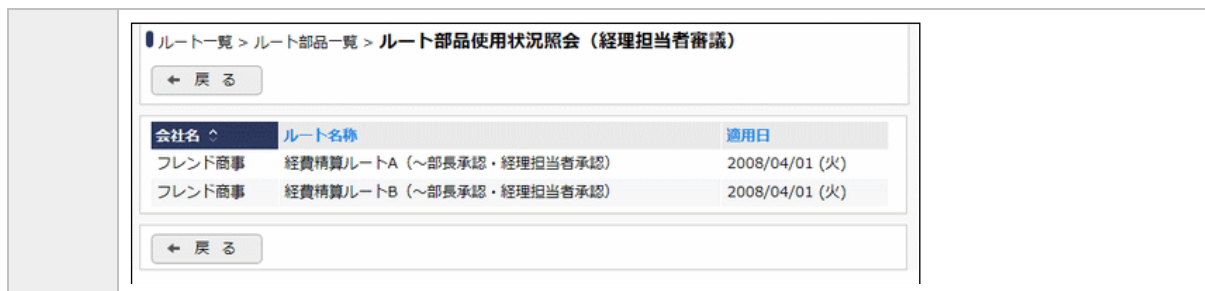 ルート一覧 > ルート部品一覧 > ルート部品使用状況照会（経理担当者審議）
← 戻 る
会社名 ルート名称 適用日
フレンド商事 経費精算ルートA（～部長承認・経理担当者承認） 2008/04/01 (火)
フレンド商事 経費精算ルートB（～部長承認・経理担当者承認） 2008/04/01 (火)
← 戻 る